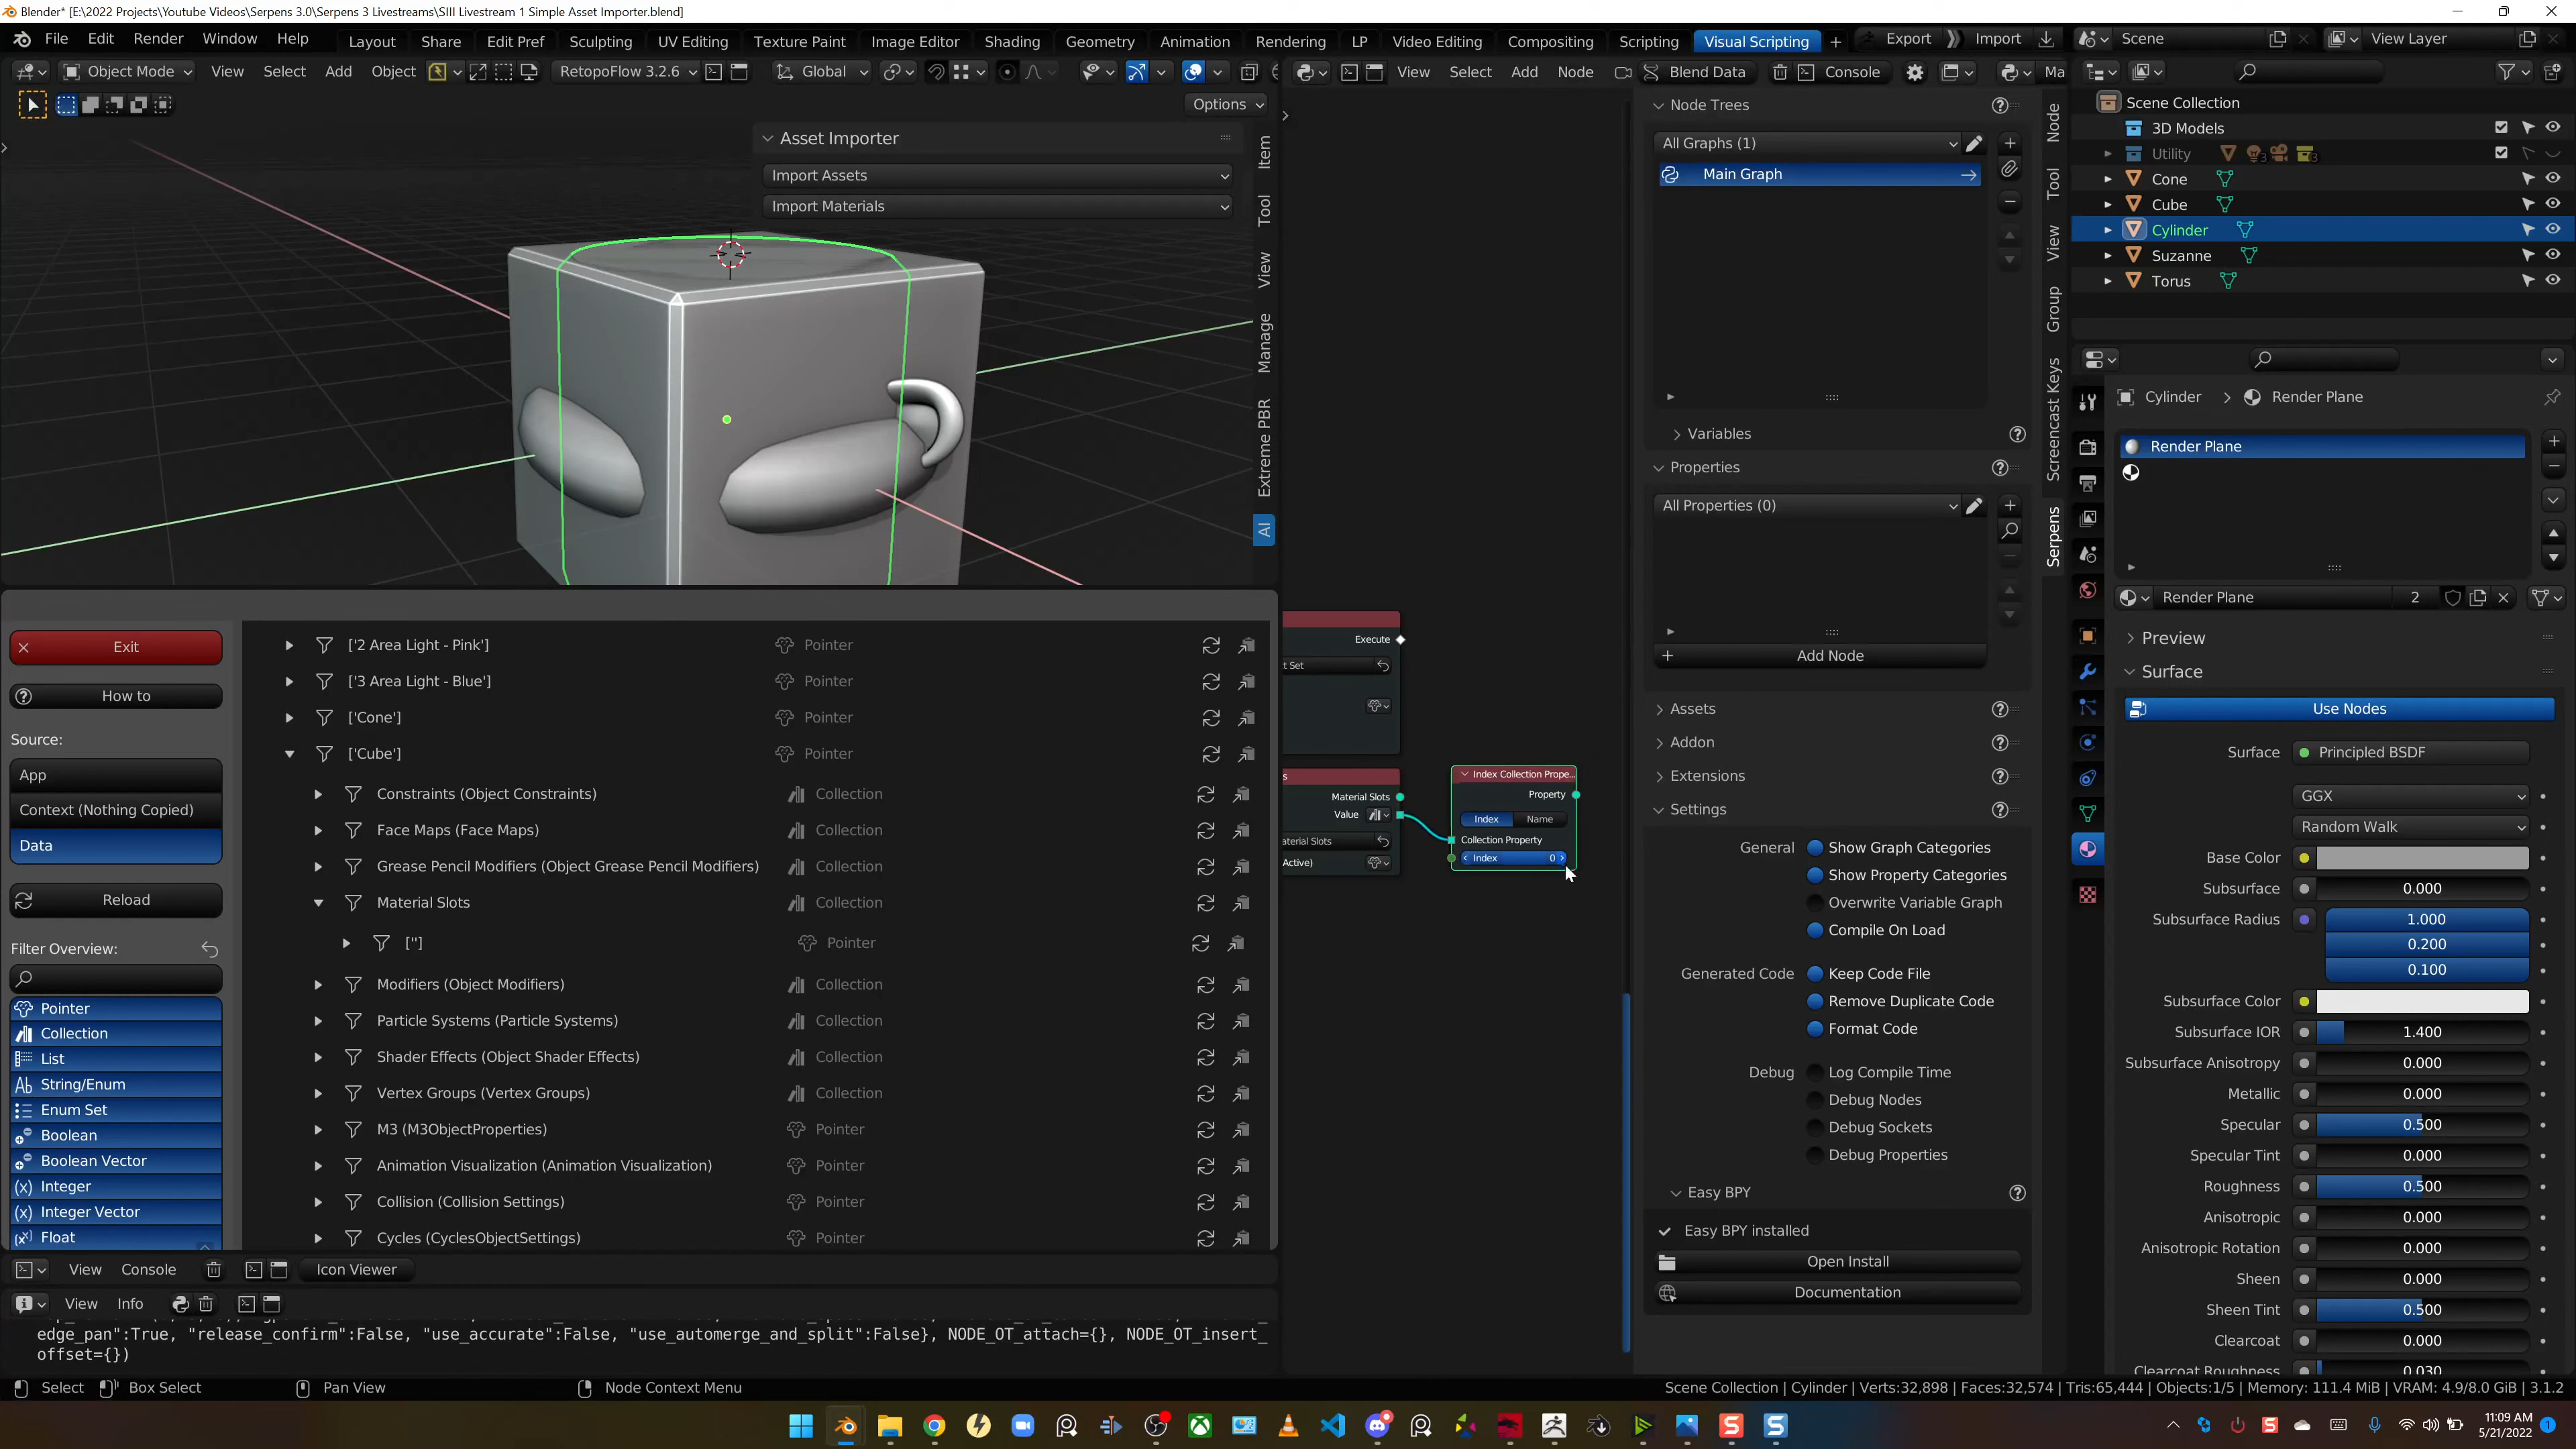 Blender* [E:\2022 Projects\Youtube Videos\Serpens 3.0\Serpens 3 Livestreams\SIII Livestream 1 Simple Asset Importer.blend]
File Edit Render Window Help Layout Share Edit Pref Sculpting UV Editing Texture Paint Image Editor Shading Geometry Animation Rendering LP Video Editing Compositing Scripting Visual Scripting + Export Import Scene View Layer
Object Mode View Select Add Object RetopoFlow 3.2.6 Global View Select Add Node Blend Data Console Ma
Options
Asset Importer
Import Assets
Import Materials
Item
Tool
View
Manage
Extreme PBR
AI
Exit
How to
Source:
App
Context (Nothing Copied)
Data
Reload
Filter Overview:
Pointer
Collection
List
String/Enum
Enum Set
Boolean
Boolean Vector
Integer
Integer Vector
Float
['2 Area Light - Pink'] Pointer
['3 Area Light - Blue'] Pointer
['Cone'] Pointer
['Cube'] Pointer
Constraints (Object Constraints) Collection
Face Maps (Face Maps) Collection
Grease Pencil Modifiers (Object Grease Pencil Modifiers) Collection
Material Slots Collection
[''] Pointer
Modifiers (Object Modifiers) Collection
Particle Systems (Particle Systems) Collection
Shader Effects (Object Shader Effects) Collection
Vertex Groups (Vertex Groups) Collection
M3 (M3ObjectProperties) Pointer
Animation Visualization (Animation Visualization) Pointer
Collision (Collision Settings) Pointer
Cycles (CyclesObjectSettings) Pointer
View Console Icon Viewer
View Info
edge_pan":True, "release_confirm":False, "use_accurate":False, "use_automerge_and_split":False}, NODE_OT_attach={}, NODE_OT_insert_
offset={})
Execute
t Set
s
Material Slots
Value
aterial Slots
Active)
Index Collection Prope...
Property
Index Name
Collection Property
Index 0
Node Trees
All Graphs (1)
Main Graph
Variables
Properties
All Properties (0)
Add Node
Assets
Addon
Extensions
Settings
General Show Graph Categories
Show Property Categories
Overwrite Variable Graph
Compile On Load
Generated Code Keep Code File
Remove Duplicate Code
Format Code
Debug Log Compile Time
Debug Nodes
Debug Sockets
Debug Properties
Easy BPY
Easy BPY installed
Open Install
Documentation
Node
Tool
View
Group
Screencast Keys
Serpens
Scene Collection
3D Models
Utility 3 3
Cone
Cube
Cylinder
Suzanne
Torus
Cylinder > Render Plane
Render Plane
Render Plane 2
Preview
Surface
Use Nodes
Surface Principled BSDF
GGX
Random Walk
Base Color
Subsurface 0.000
Subsurface Radius 1.000
0.200
0.100
Subsurface Color
Subsurface IOR 1.400
Subsurface Anisotropy 0.000
Metallic 0.000
Specular 0.500
Specular Tint 0.000
Roughness 0.500
Anisotropic 0.000
Anisotropic Rotation 0.000
Sheen 0.000
Sheen Tint 0.500
Clearcoat 0.000
Clearcoat Roughness 0.030
Select Box Select Pan View Node Context Menu
Scene Collection | Cylinder | Verts:32,898 | Faces:32,574 | Tris:65,444 | Objects:1/5 | Memory: 111.4 MiB | VRAM: 4.9/8.0 GiB | 3.1.2
11:09 AM
5/21/2022